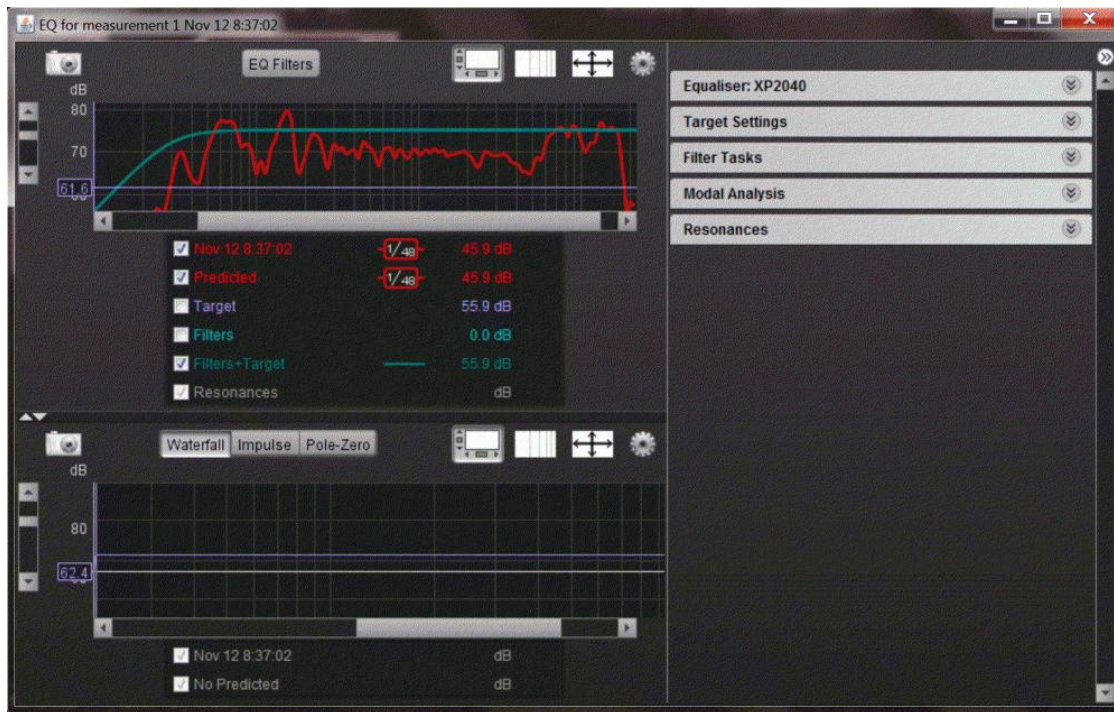 EQ for measurement 1 Nov 12 8:37:02
EQ Filters
dB
80
70
61.6
Nov 12 8:37:02 1/48 45.9 dB
Predicted 1/48 45.9 dB
Target 55.9 dB
Filters 0.0 dB
Filters+Target 55.9 dB
Resonances dB
Waterfall Impulse Pole-Zero
dB
80
62.4
Nov 12 8:37:02 dB
No Predicted dB
Equaliser: XP2040
Target Settings
Filter Tasks
Modal Analysis
Resonances